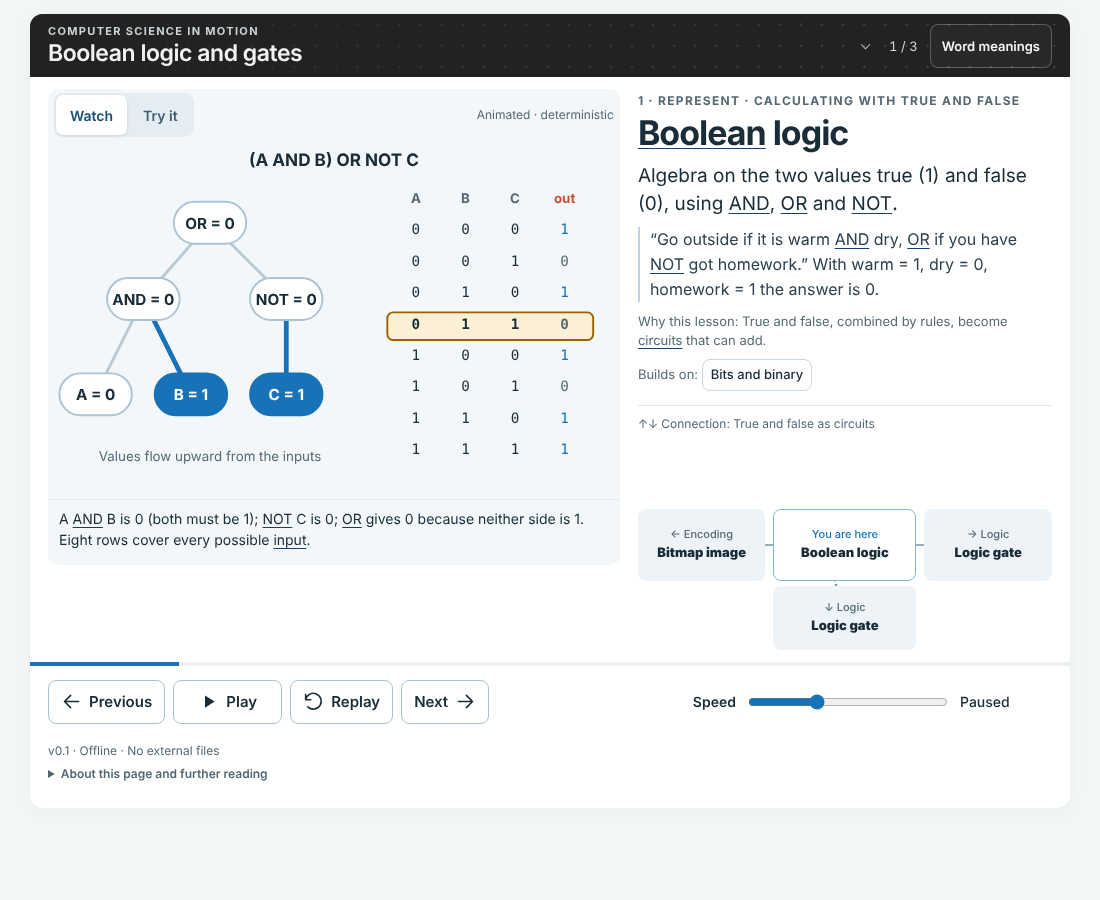 COMPUTER SCIENCE IN MOTION
Boolean logic and gates
1 / 3
Word meanings
Watch
Try it
Animated · deterministic
(A AND B) OR NOT C
OR = 0
AND = 0
NOT = 0
A = 0
B = 1
C = 1
Values flow upward from the inputs
A B C out
0 0 0 1
0 0 1 0
0 1 0 1
0 1 1 0
1 0 0 1
1 0 1 0
1 1 0 1
1 1 1 1
A AND B is 0 (both must be 1); NOT C is 0; OR gives 0 because neither side is 1.
Eight rows cover every possible input.
1 · REPRESENT · CALCULATING WITH TRUE AND FALSE
Boolean logic
Algebra on the two values true (1) and false
(0), using AND, OR and NOT.
“Go outside if it is warm AND dry, OR if you have
NOT got homework.” With warm = 1, dry = 0,
homework = 1 the answer is 0.
Why this lesson: True and false, combined by rules, become
circuits that can add.
Builds on: Bits and binary
↑↓ Connection: True and false as circuits
← Encoding
Bitmap image
You are here
Boolean logic
→ Logic
Logic gate
↓ Logic
Logic gate
← Previous
▶ Play
Replay
Next →
Speed
Paused
v0.1 · Offline · No external files
▶ About this page and further reading